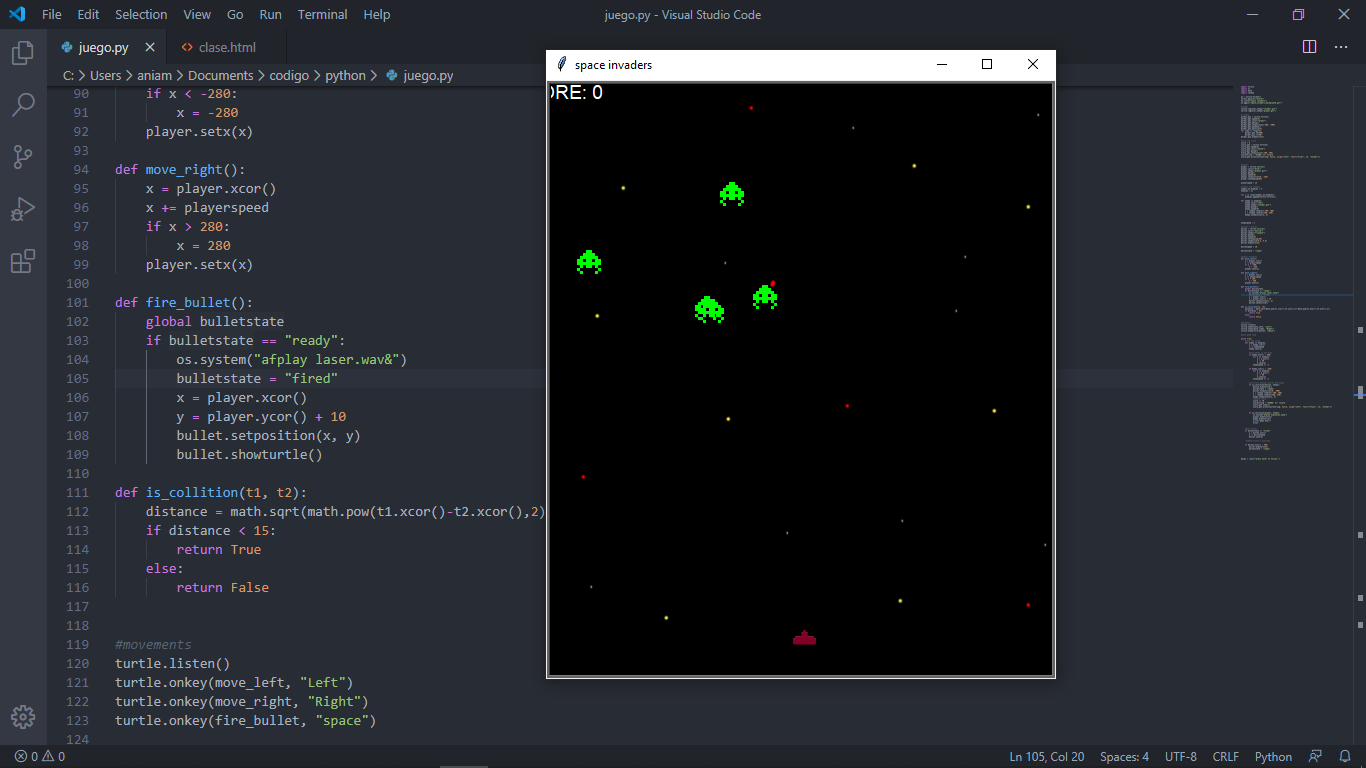 File Edit Selection View Go Run Terminal Help
juego.py - Visual Studio Code
juego.py
clase.html
C: > Users > aniam > Documents > codigo > python > juego.py
90 if x < -280:
91 x = -280
92 player.setx(x)
93
94 def move_right():
95 x = player.xcor()
96 x += playerspeed
97 if x > 280:
98 x = 280
99 player.setx(x)
100
101 def fire_bullet():
102 global bulletstate
103 if bulletstate == "ready":
104 os.system("afplay laser.wav&")
105 bulletstate = "fired"
106 x = player.xcor()
107 y = player.ycor() + 10
108 bullet.setposition(x, y)
109 bullet.showturtle()
110
111 def is_collition(t1, t2):
112 distance = math.sqrt(math.pow(t1.xcor()-t2.xcor(),2)
113 if distance < 15:
114 return True
115 else:
116 return False
117
118
119 #movements
120 turtle.listen()
121 turtle.onkey(move_left, "Left")
122 turtle.onkey(move_right, "Right")
123 turtle.onkey(fire_bullet, "space")
124
space invaders
ORE: 0
0 0
Ln 105, Col 20 Spaces: 4 UTF-8 CRLF Python